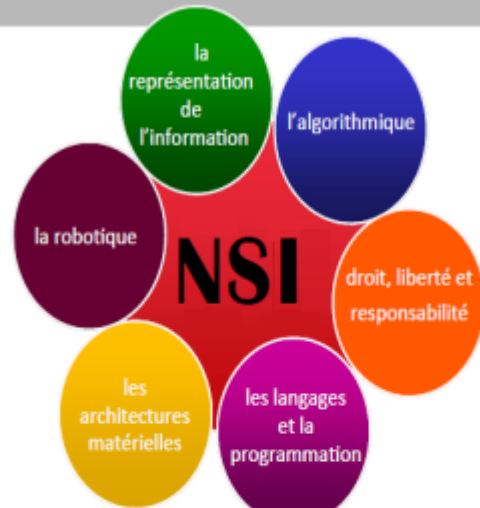 la
représentation
de
l'information
l'algorithmique
la robotique
NSI
droit, liberté et
responsabilité
les
architectures
matérielles
les langages
et la
programmation